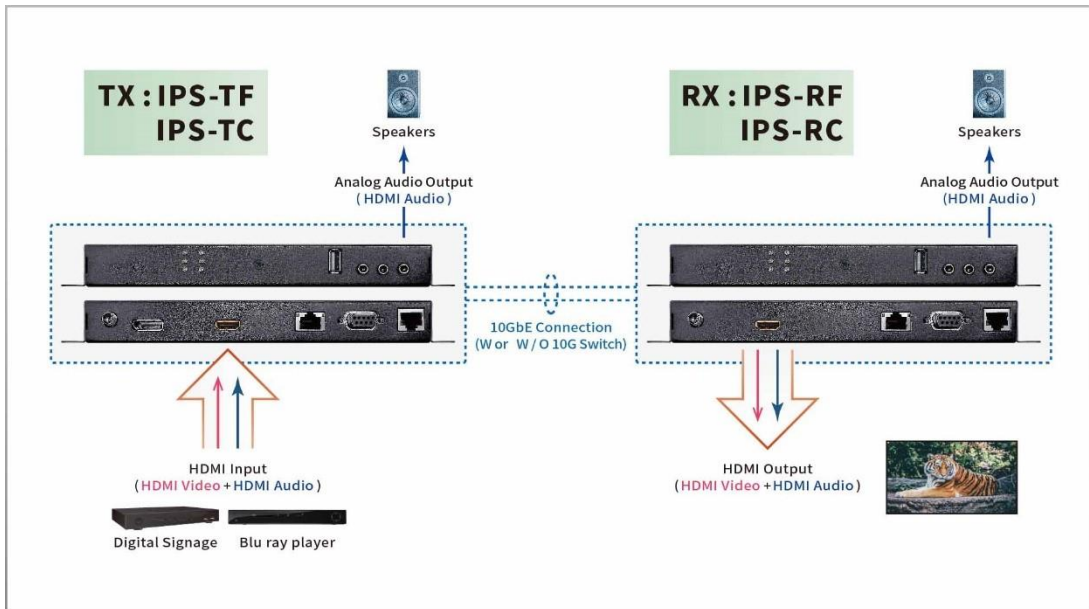 TX : IPS-TF
IPS-TC
Speakers
Analog Audio Output
( HDMI Audio )
RX : IPS-RF
IPS-RC
Speakers
Analog Audio Output
(HDMI Audio )
10GbE Connection
(W or W / O 10G Switch)
HDMI Input
( HDMI Video + HDMI Audio )
Digital Signage
Blu ray player
HDMI Output
( HDMI Video + HDMI Audio )